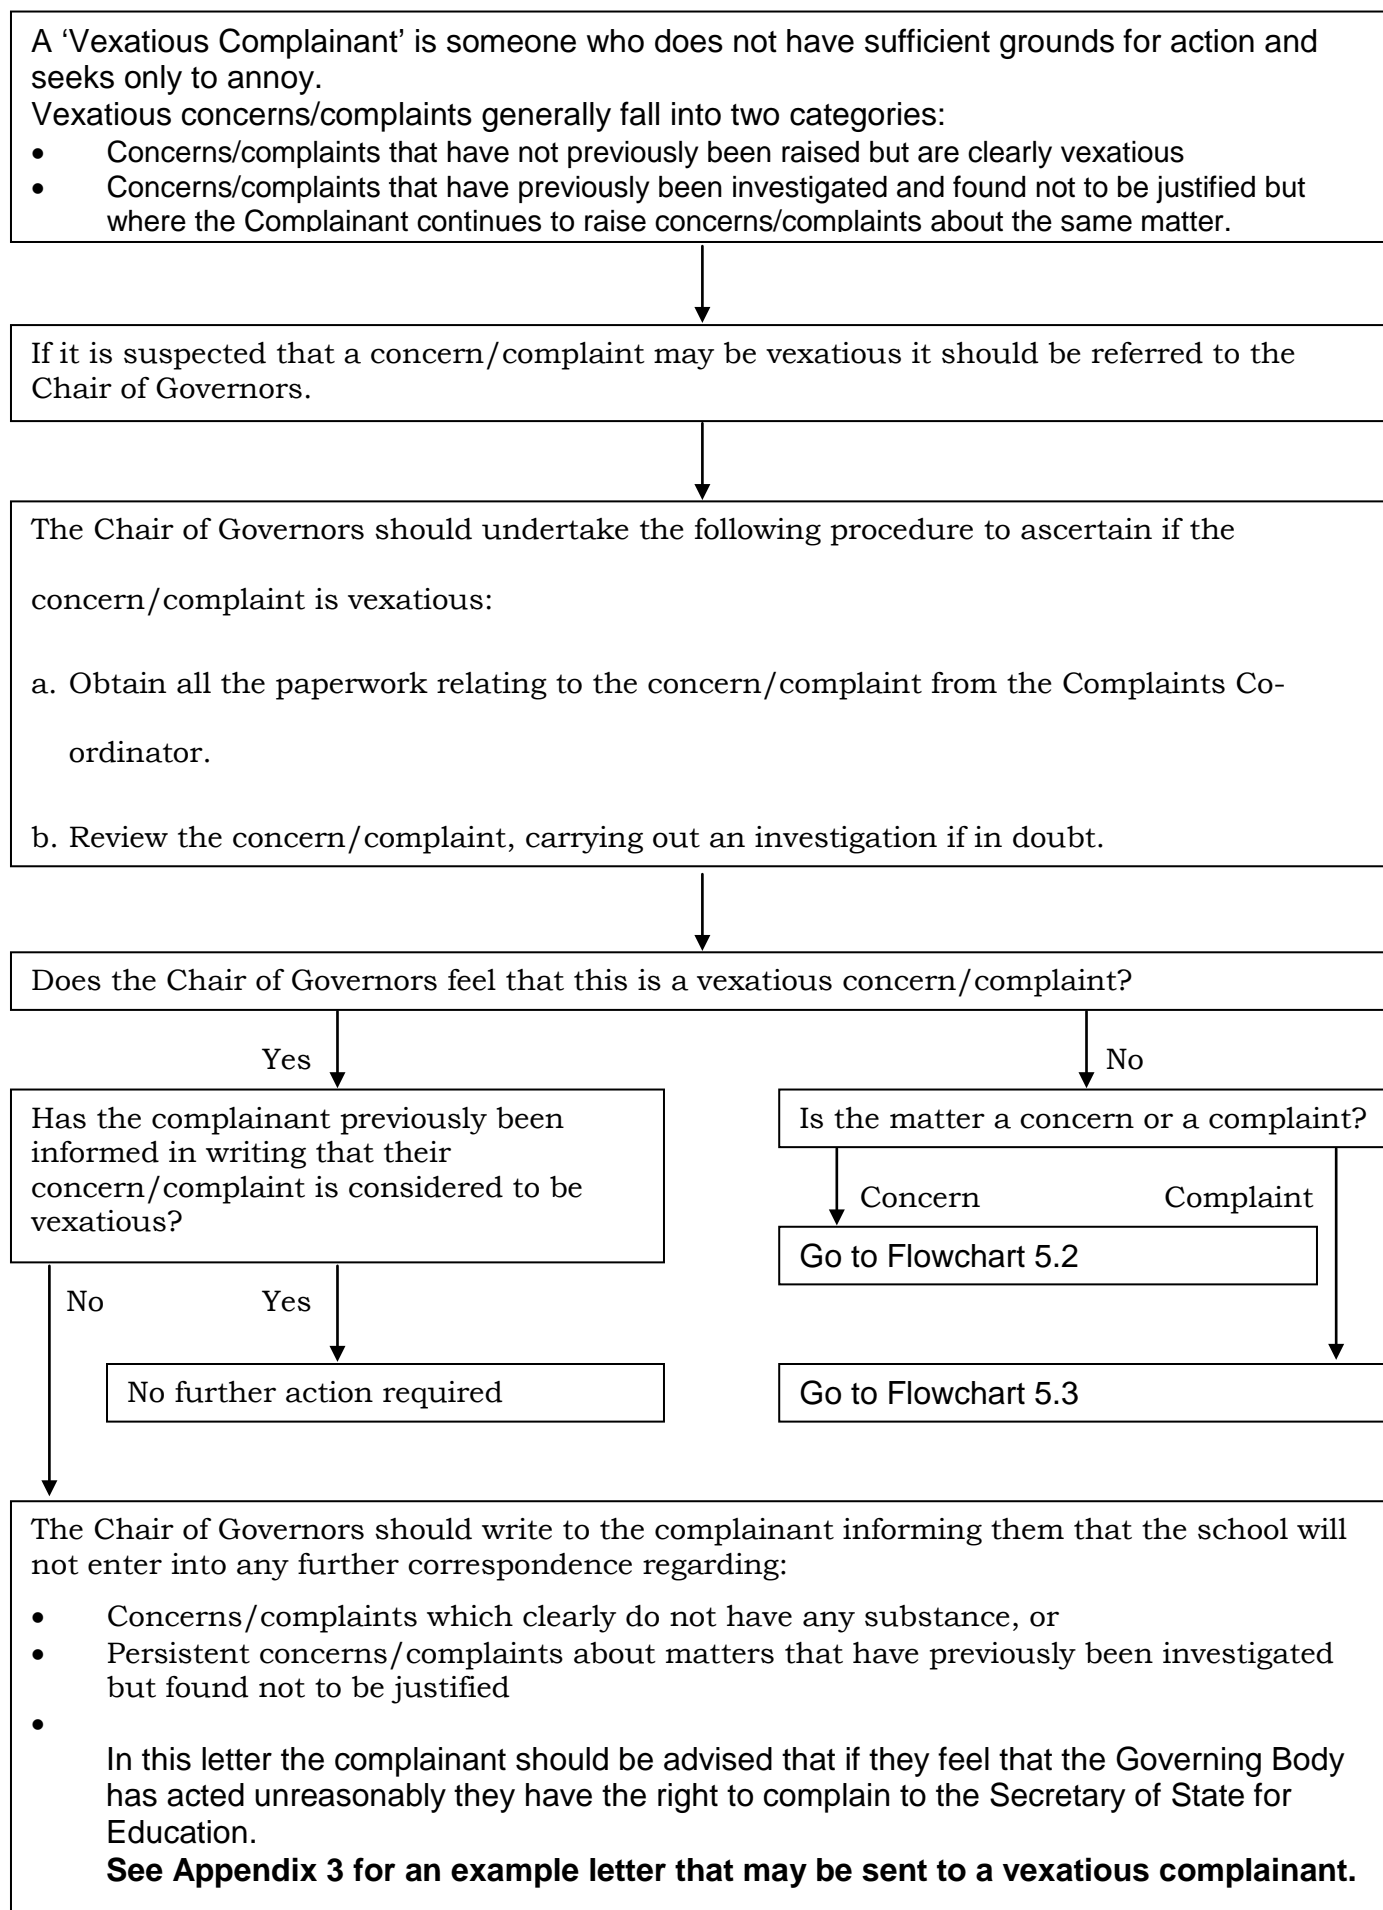 A ‘Vexatious Complainant’ is someone who does not have sufficient grounds for action and
seeks only to annoy.
Vexatious concerns/complaints generally fall into two categories:
• Concerns/complaints that have not previously been raised but are clearly vexatious
• Concerns/complaints that have previously been investigated and found not to be justified but
where the Complainant continues to raise concerns/complaints about the same matter.
If it is suspected that a concern/complaint may be vexatious it should be referred to the
Chair of Governors.
The Chair of Governors should undertake the following procedure to ascertain if the
concern/complaint is vexatious:
a. Obtain all the paperwork relating to the concern/complaint from the Complaints Co-
ordinator.
b. Review the concern/complaint, carrying out an investigation if in doubt.
Does the Chair of Governors feel that this is a vexatious concern/complaint?
Yes
No
Has the complainant previously been
informed in writing that their
concern/complaint is considered to be
vexatious?
Is the matter a concern or a complaint?
Concern
Complaint
Go to Flowchart 5.2
No
Yes
No further action required
Go to Flowchart 5.3
The Chair of Governors should write to the complainant informing them that the school will
not enter into any further correspondence regarding:
• Concerns/complaints which clearly do not have any substance, or
• Persistent concerns/complaints about matters that have previously been investigated
but found not to be justified
•
In this letter the complainant should be advised that if they feel that the Governing Body
has acted unreasonably they have the right to complain to the Secretary of State for
Education.
See Appendix 3 for an example letter that may be sent to a vexatious complainant.